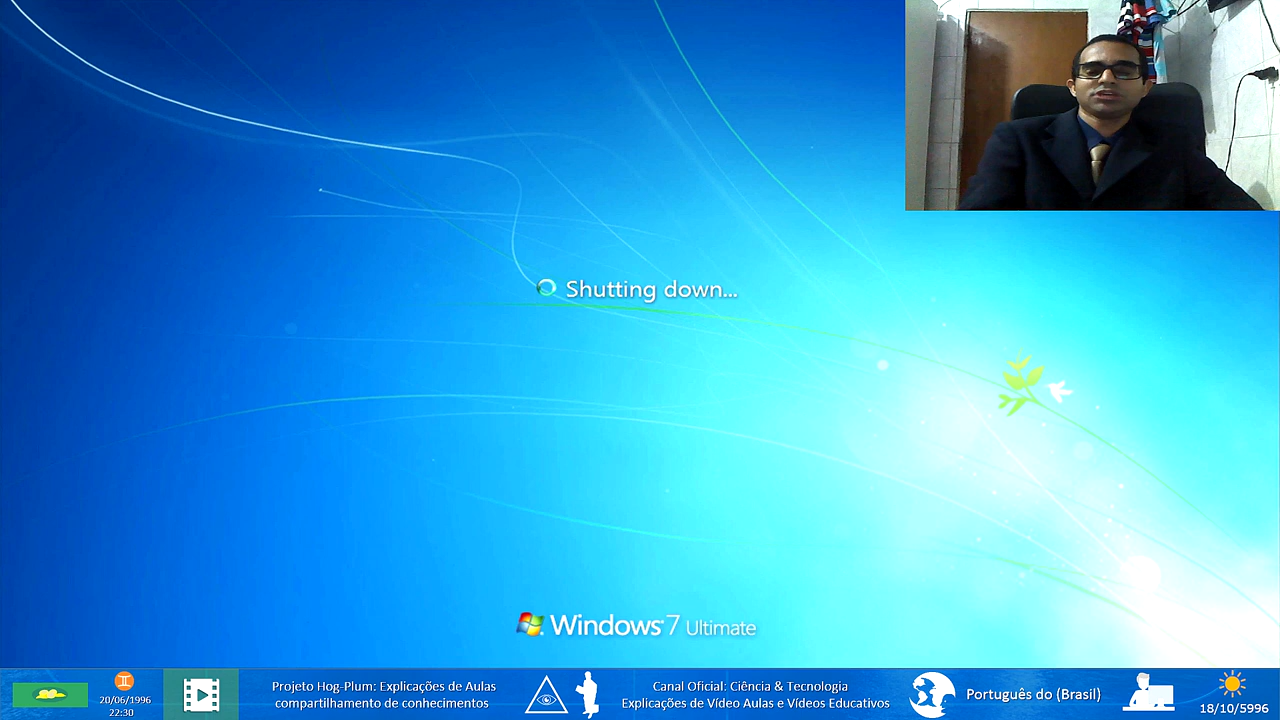 Shutting down...
Windows 7 Ultimate
20/06/1996
22:30
Projeto Hog-Plum: Explicações de Aulas
compartilhamento de conhecimentos
Canal Oficial: Ciência & Tecnologia
Explicações de Vídeo Aulas e Vídeos Educativos
Português do (Brasil)
18/10/5996